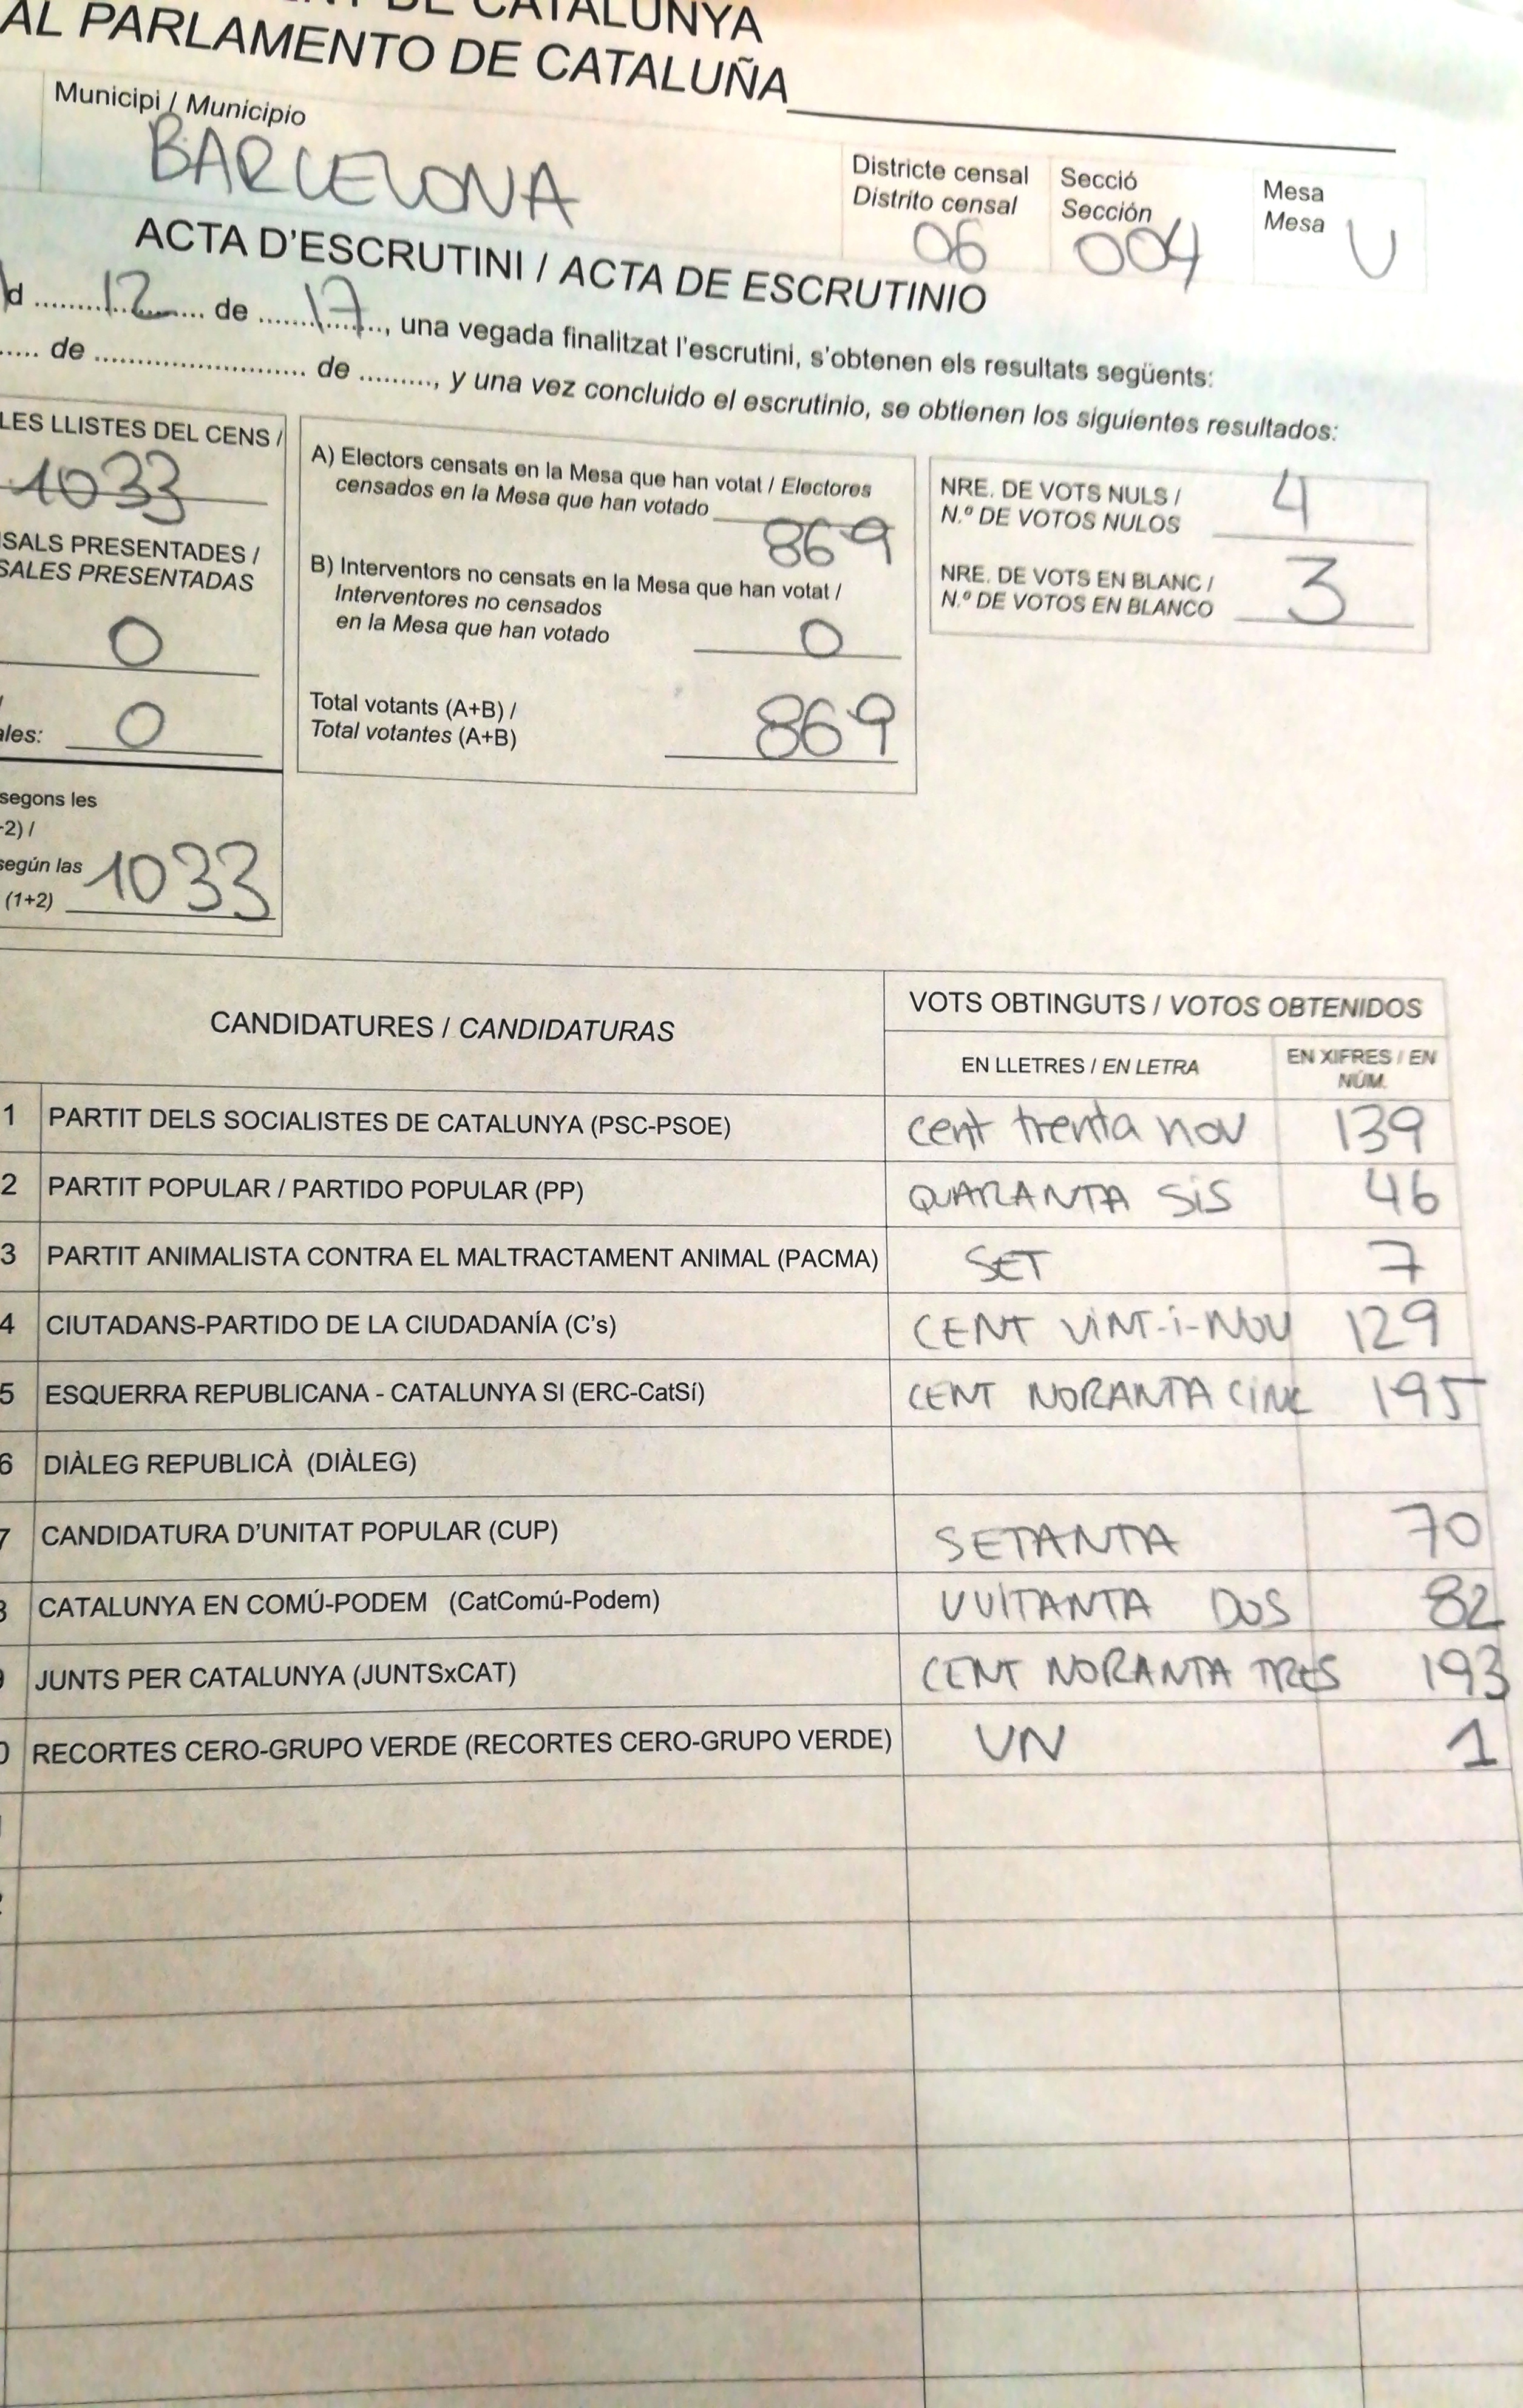 DE CATALUNYA
AL PARLAMENTO DE CATALUÑA
Municipi / Municipio
BARCELONA
Districte censal
Distrito censal
06
Secció
Sección
004
Mesa
Mesa
U
ACTA D'ESCRUTINI / ACTA DE ESCRUTINIO
d ........12........ de ........17......., una vegada finalitzat l'escrutini, s'obtenen els resultats següents:
..... de ........................ de ........., y una vez concluido el escrutinio, se obtienen los siguientes resultados:
LES LLISTES DEL CENS /
1033
SALS PRESENTADES /
SALES PRESENTADAS
0
ales: 0
segons les
-2) /
según las
(1+2) 1033
A) Electors censats en la Mesa que han votat / Electores
censados en la Mesa que han votado
869
B) Interventors no censats en la Mesa que han votat /
Interventores no censados
en la Mesa que han votado 0
Total votants (A+B) /
Total votantes (A+B) 869
NRE. DE VOTS NULS /
N.º DE VOTOS NULOS 4
NRE. DE VOTS EN BLANC /
N.º DE VOTOS EN BLANCO 3
CANDIDATURES / CANDIDATURAS
VOTS OBTINGUTS / VOTOS OBTENIDOS
EN LLETRES / EN LETRA
EN XIFRES / EN
NÚM.
1 PARTIT DELS SOCIALISTES DE CATALUNYA (PSC-PSOE) cent trenta nou 139
2 PARTIT POPULAR / PARTIDO POPULAR (PP) QUARANTA SIS 46
3 PARTIT ANIMALISTA CONTRA EL MALTRACTAMENT ANIMAL (PACMA) SET 7
4 CIUTADANS-PARTIDO DE LA CIUDADANÍA (C's) CENT VINT-i-NOU 129
5 ESQUERRA REPUBLICANA - CATALUNYA SI (ERC-CatSí) CENT NORANTA CINC 195
6 DIÀLEG REPUBLICÀ (DIÀLEG)
7 CANDIDATURA D'UNITAT POPULAR (CUP) SETANTA 70
8 CATALUNYA EN COMÚ-PODEM (CatComú-Podem) VUITANTA DOS 82
9 JUNTS PER CATALUNYA (JUNTSxCAT) CENT NORANTA TRES 193
0 RECORTES CERO-GRUPO VERDE (RECORTES CERO-GRUPO VERDE) UN 1